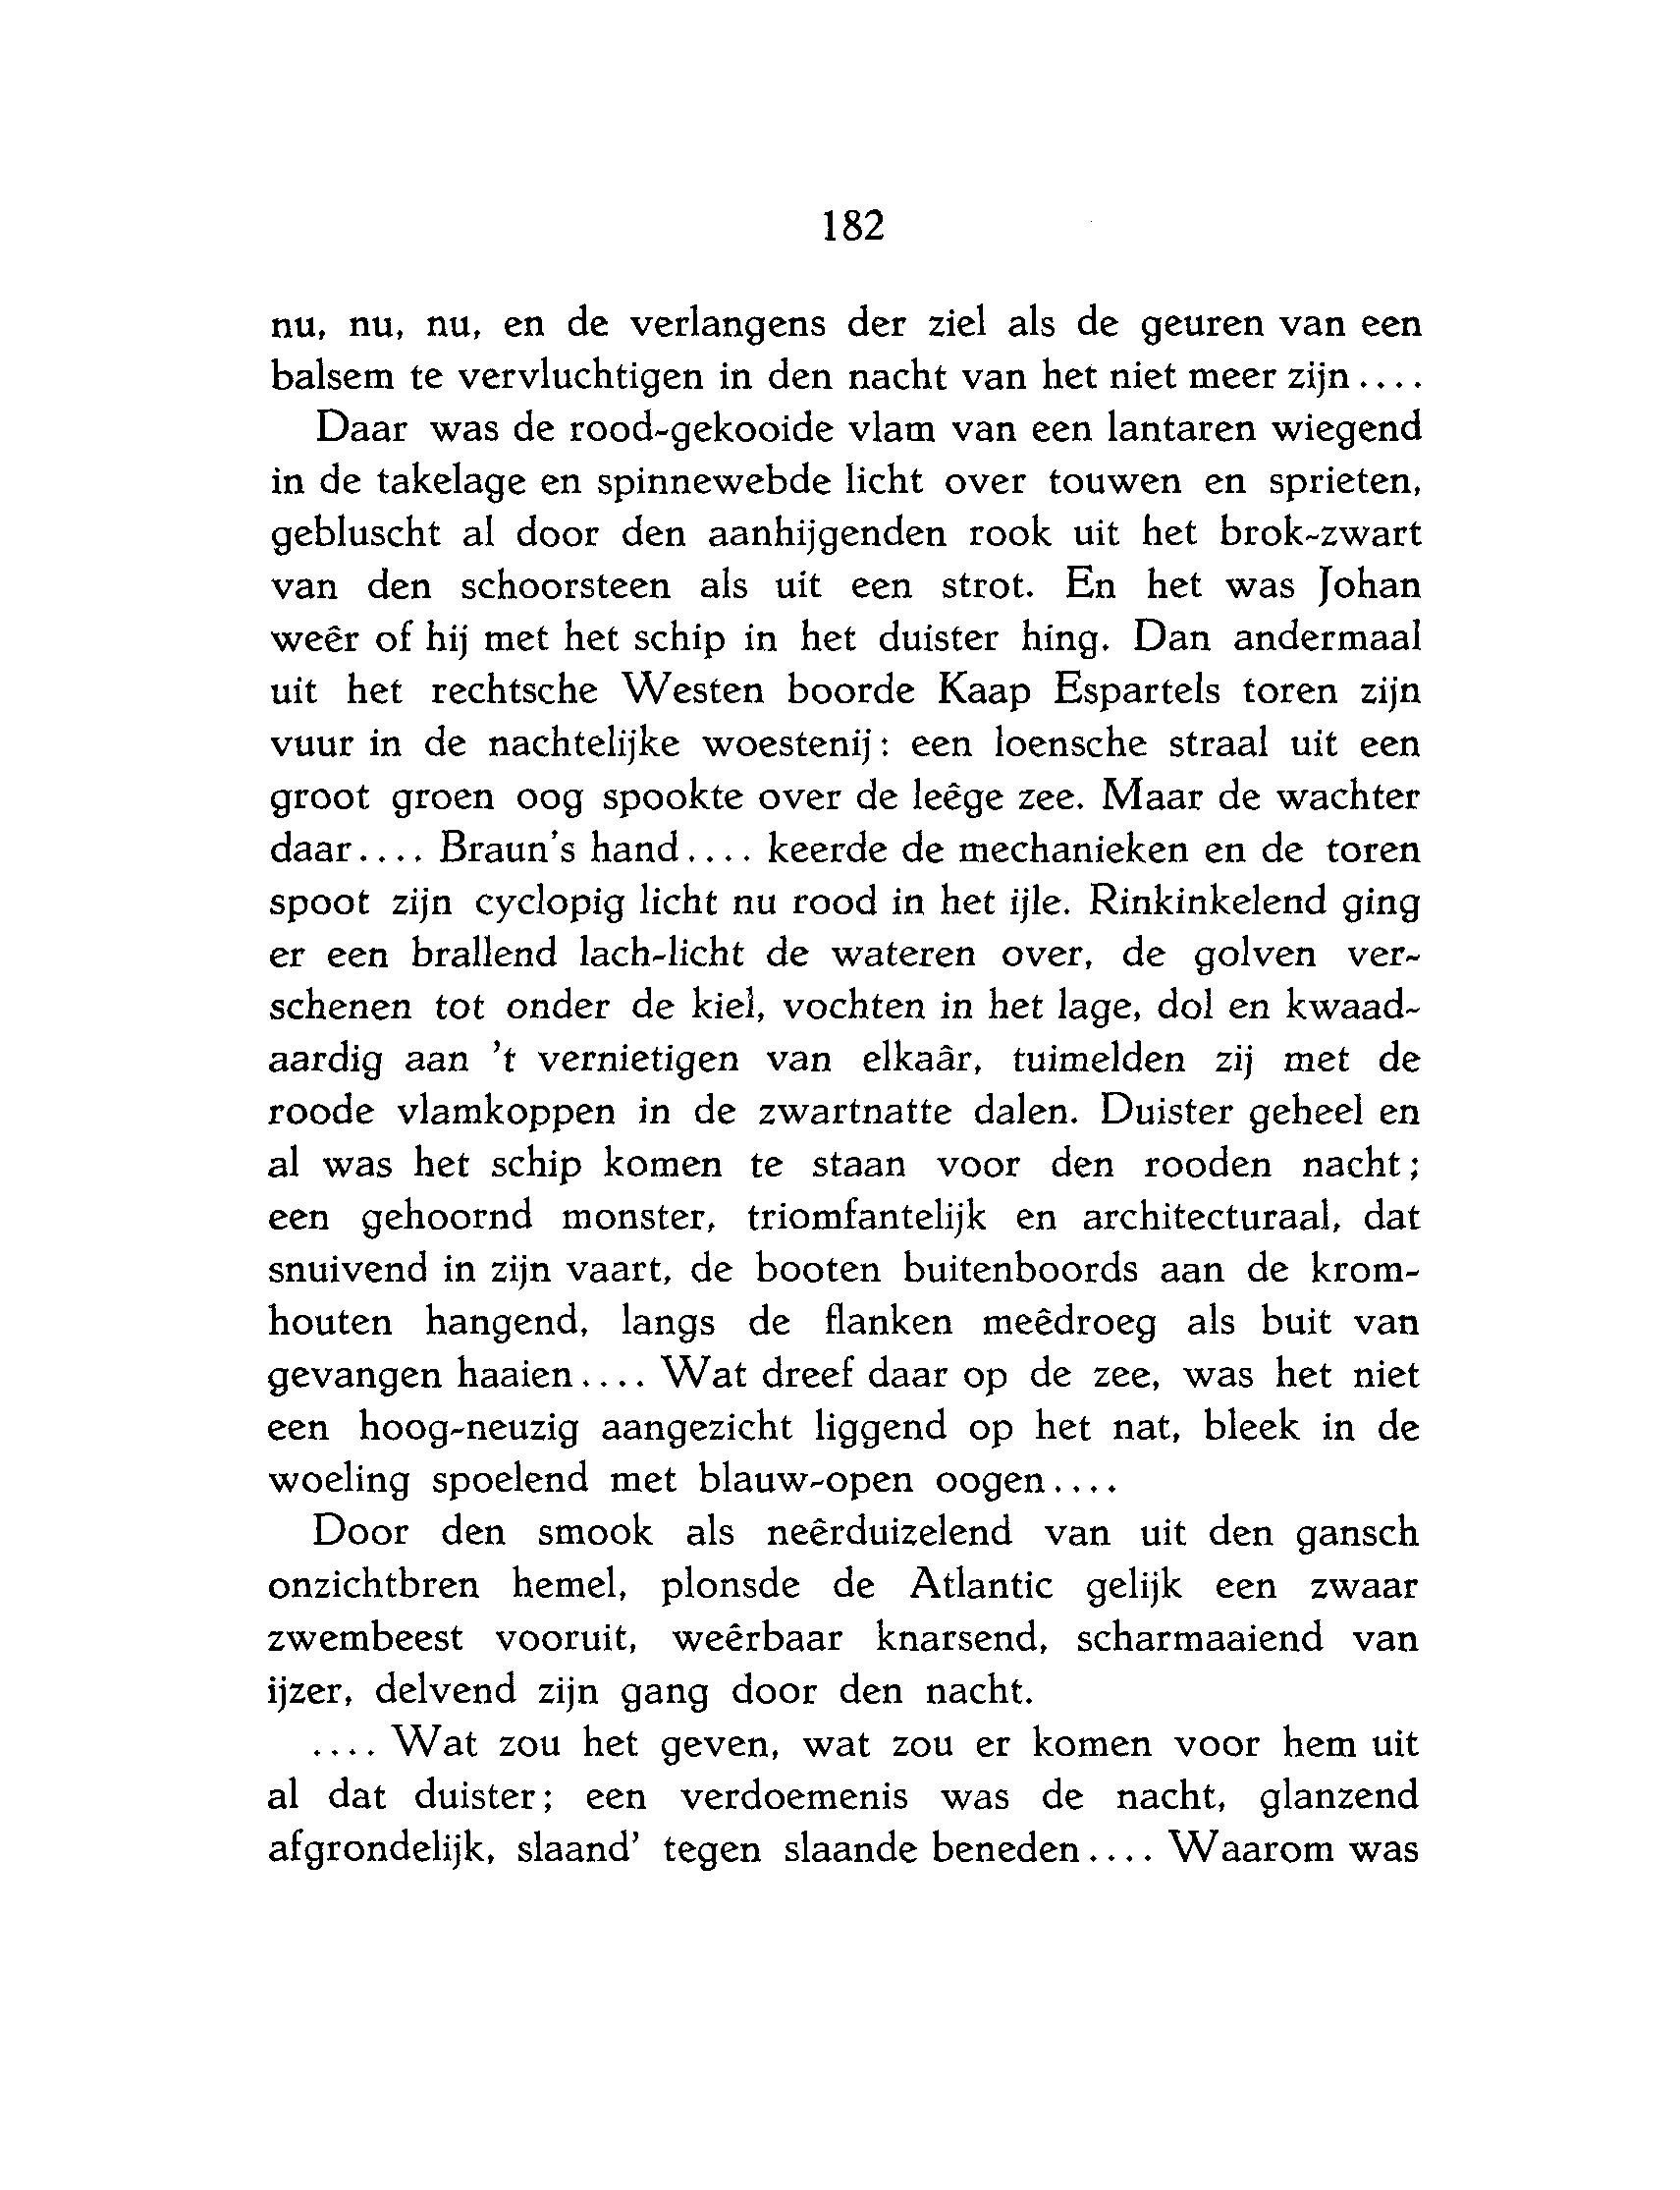 182
nu, nu, nu, en de verlangens der ziel als de geuren van een
balsem te vervluchtigen in den nacht van het niet meer zijn....
Daar was de rood-gekooide vlam van een lantaren wiegend
in de takelage en spinnewebde licht over touwen en sprieten,
gebluscht al door den aanhijgenden rook uit het brok-zwart
van den schoorsteen als uit een strot. En het was Johan
weêr of hij met het schip in het duister hing. Dan andermaal
uit het rechtsche Westen boorde Kaap Espartels toren zijn
vuur in de nachtelijke woestenij: een loensche straal uit een
groot groen oog spookte over de leêge zee. Maar de wachter
daar.... Braun's hand.... keerde de mechanieken en de toren
spoot zijn cyclopig licht nu rood in het ijle. Rinkinkelend ging
er een brallend lach-licht de wateren over, de golven ver-
schenen tot onder de kiel, vochten in het lage, dol en kwaad-
aardig aan 't vernietigen van elkaâr, tuimelden zij met de
roode vlamkoppen in de zwartnatte dalen. Duister geheel en
al was het schip komen te staan voor den rooden nacht;
een gehoornd monster, triomfantelijk en architecturaal, dat
snuivend in zijn vaart, de booten buitenboords aan de krom-
houten hangend, langs de flanken meêdroeg als buit van
gevangen haaien.... Wat dreef daar op de zee, was het niet
een hoog-neuzig aangezicht liggend op het nat, bleek in de
woeling spoelend met blauw-open oogen....
Door den smook als neêrduizelend van uit den gansch
onzichtbren hemel, plonsde de Atlantic gelijk een zwaar
zwembeest vooruit, weêrbaar knarsend, scharmaaiend van
ijzer, delvend zijn gang door den nacht.
.... Wat zou het geven, wat zou er komen voor hem uit
al dat duister; een verdoemenis was de nacht, glanzend
afgrondelijk, slaand' tegen slaande beneden.... Waarom was